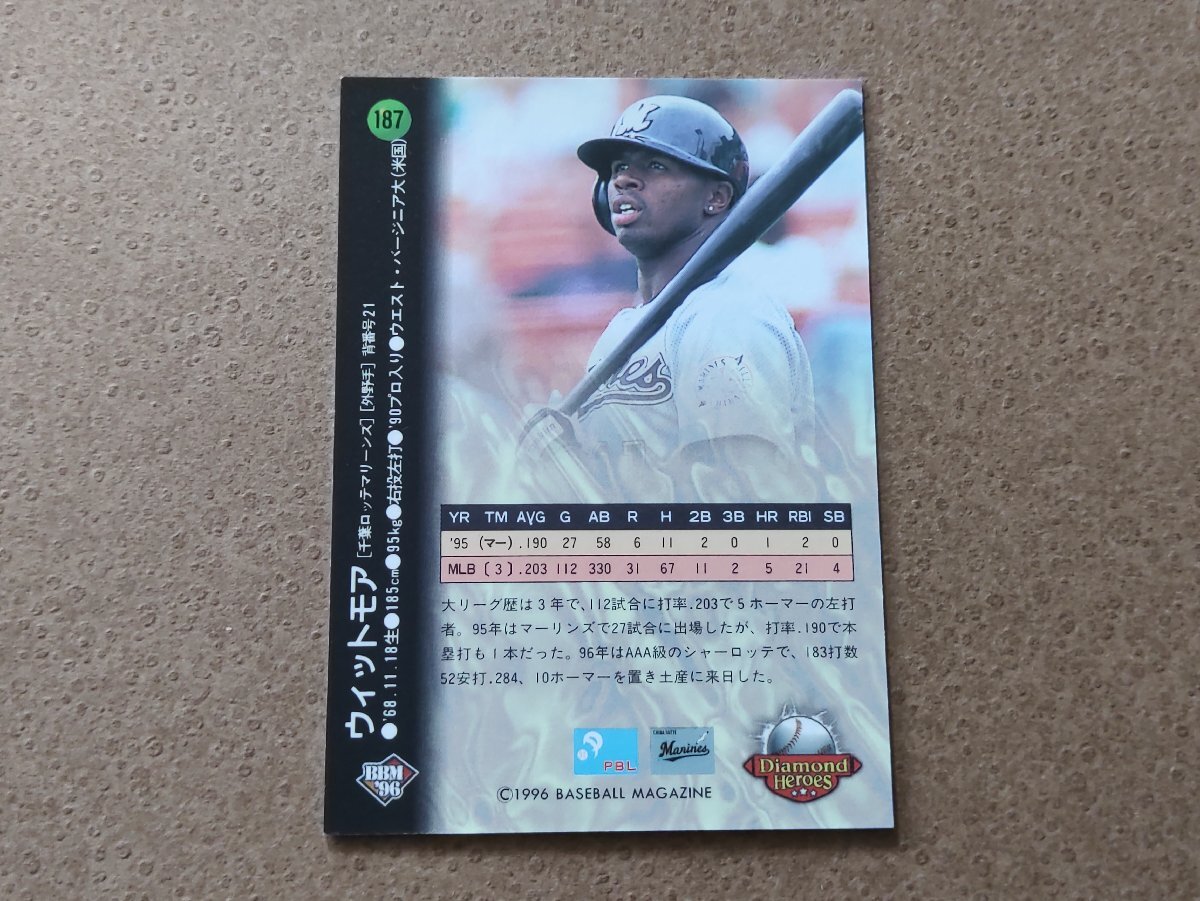 187
ウィットモア [千葉ロッテマリーンズ] [外野手] 背番号21
●'68.11.18生●185cm●95kg●右投左打●'90プロ入り●ウエスト・バージニア大(米国)
BBM
'96
M
YR TM AVG G AB R H 2B 3B HR RBI SB
'95 (マー) .190 27 58 6 11 2 0 1 2 0
MLB 〔3〕 .203 112 330 31 67 11 2 5 21 4
大リーグ歴は3年で、112試合に打率.203で5ホーマーの左打
者。95年はマーリンズで27試合に出場したが、打率.190で本
塁打も1本だった。96年はAAA級のシャーロッテで、183打数
52安打.284、10ホーマーを置き土産に来日した。
PBL
CHIBA LOTTE
Marines
Diamond
Heroes
©1996 BASEBALL MAGAZINE